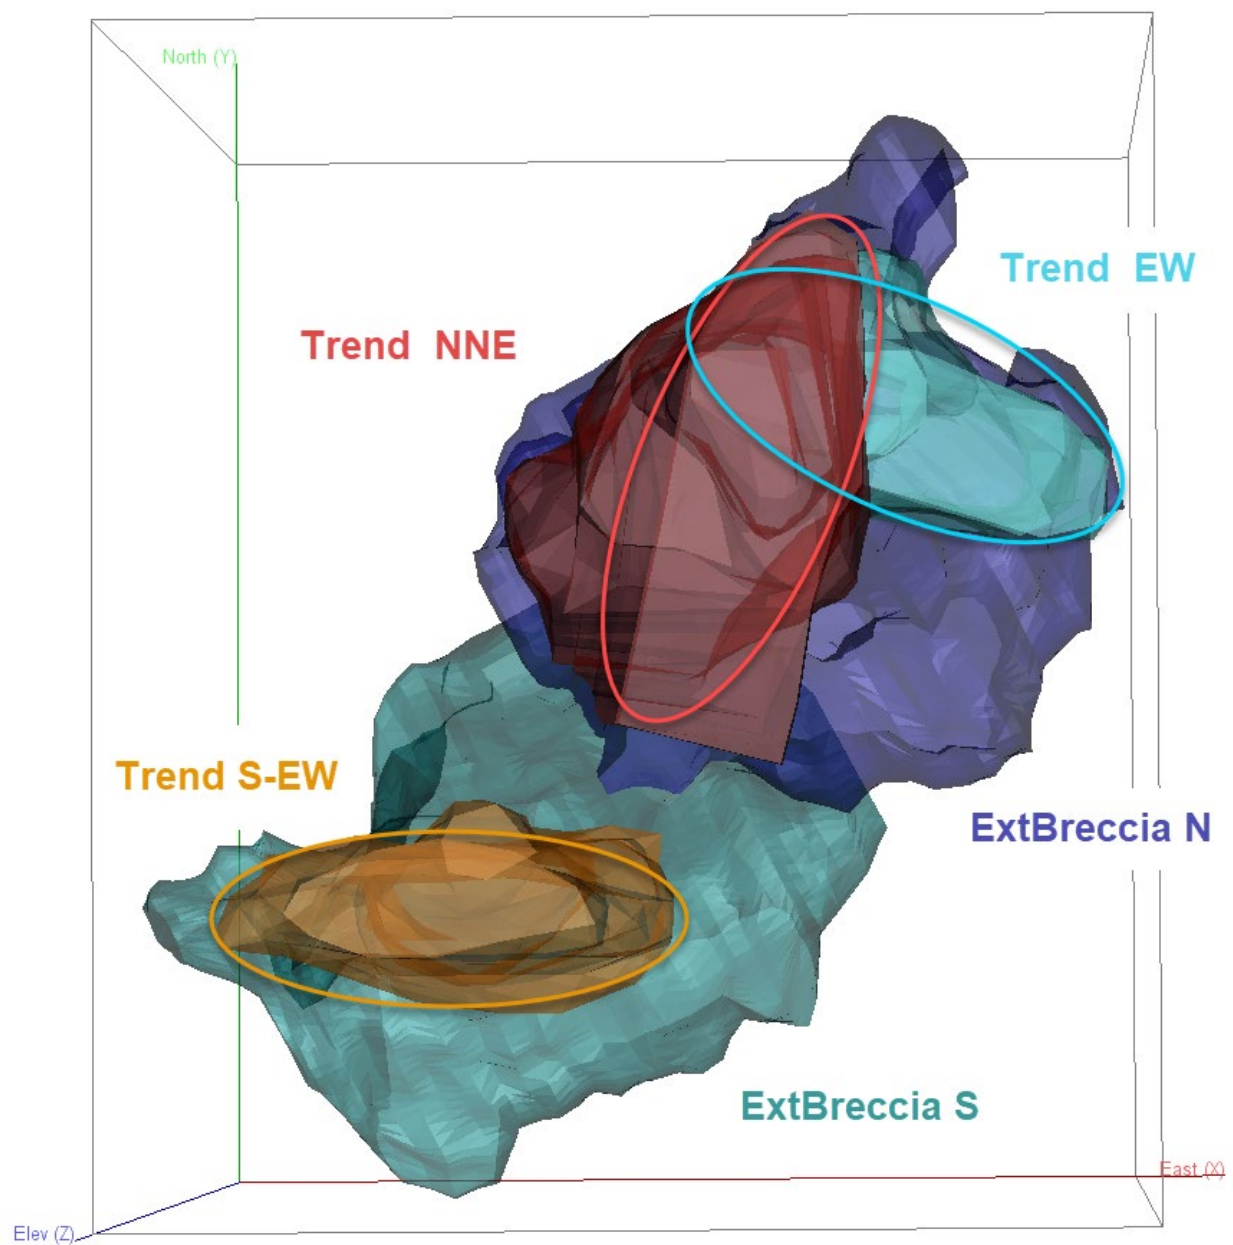 North (Y)
Trend EW
Trend NNE
Trend S-EW
ExtBreccia N
ExtBreccia S
East (X)
Elev (Z)